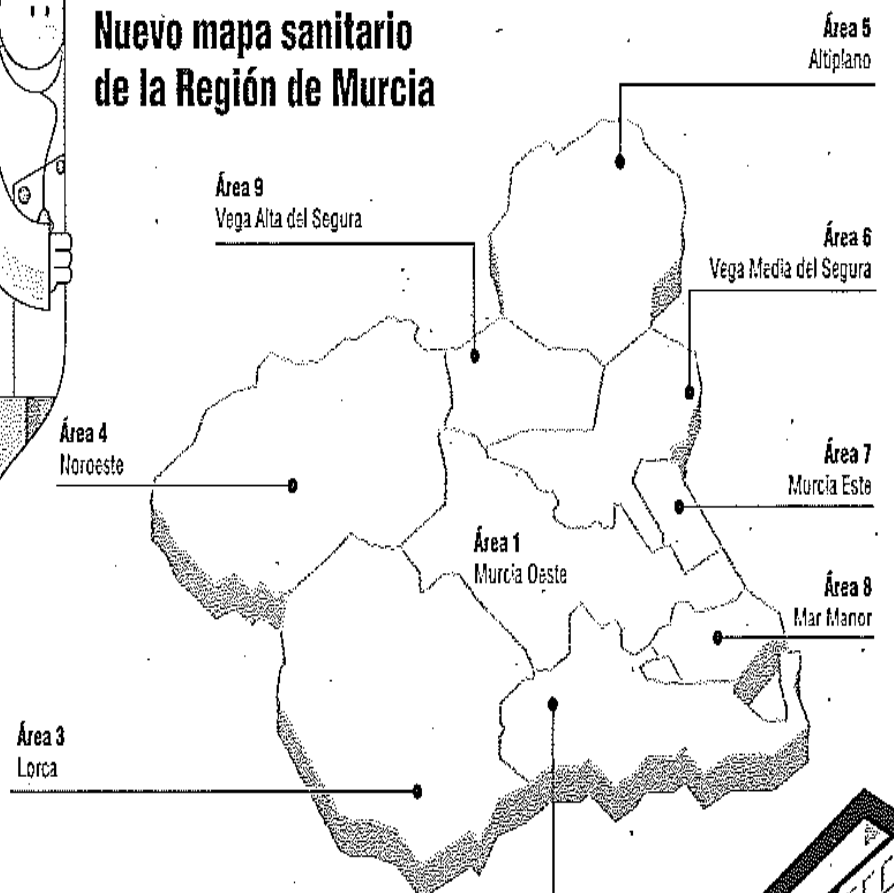 Nuevo mapa sanitario
de la Región de Murcia
Área 5
Altiplano
Área 9
Vega Alta del Segura
Área 6
Vega Media del Segura
Área 4
Noroeste
Área 7
Murcia Este
Área 1
Murcia Oeste
Área 8
Mar Manor
Área 3
Lorca